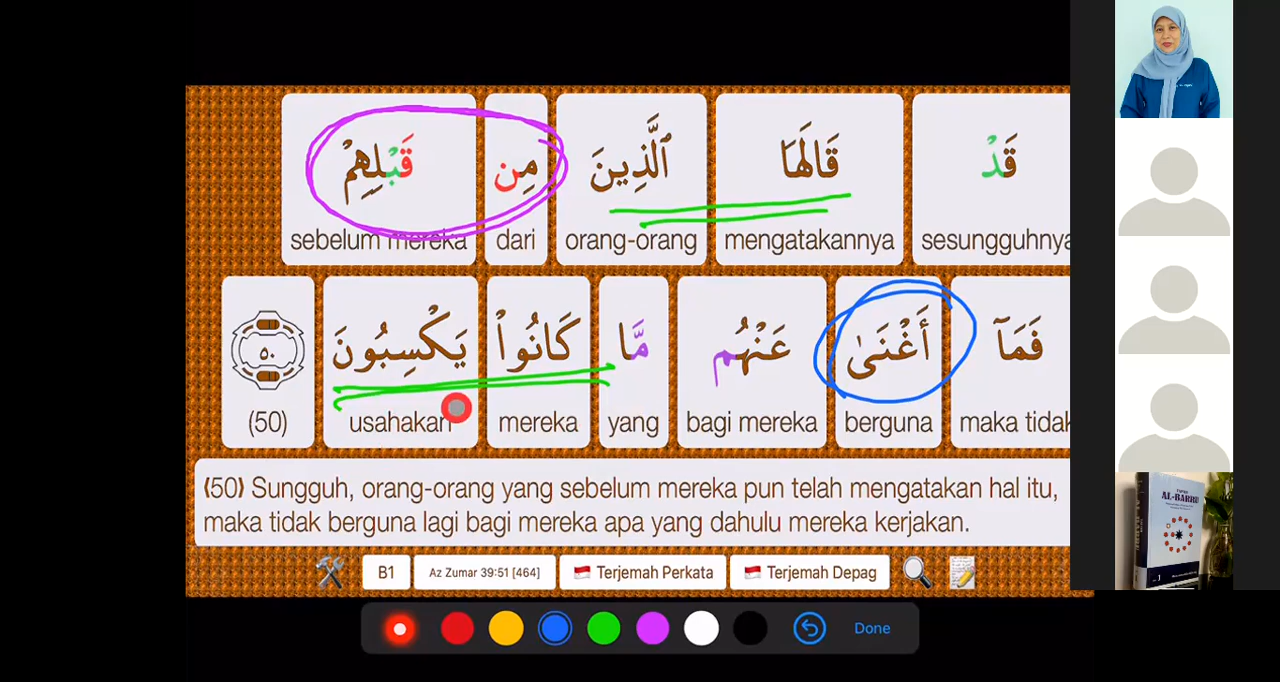 قَدْ قَالَهَا ٱلَّذِينَ مِن قَبْلِهِمْ
sebelum mereka dari orang-orang mengatakannya sesungguhnya
فَمَآ أَغْنَىٰ عَنْهُم مَّا كَانُوا۟ يَكْسِبُونَ ٥٠
(50) usahakan mereka yang bagi mereka berguna maka tidak
(50) Sungguh, orang-orang yang sebelum mereka pun telah mengatakan hal itu,
maka tidak berguna lagi bagi mereka apa yang dahulu mereka kerjakan.
B1 Az Zumar 39:51 [464] Terjemah Perkata Terjemah Depag
Done
AL-BARRU